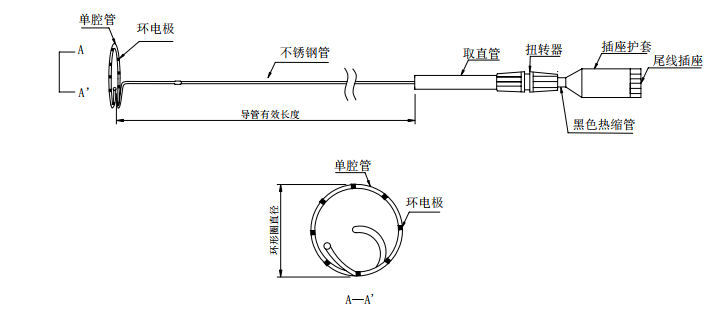 单腔管
环电极
A
A'
不锈钢管
取直管
扭转器
插座护套
尾线插座
黑色热缩管
导管有效长度
单腔管
环电极
环形圈直径
A—A'